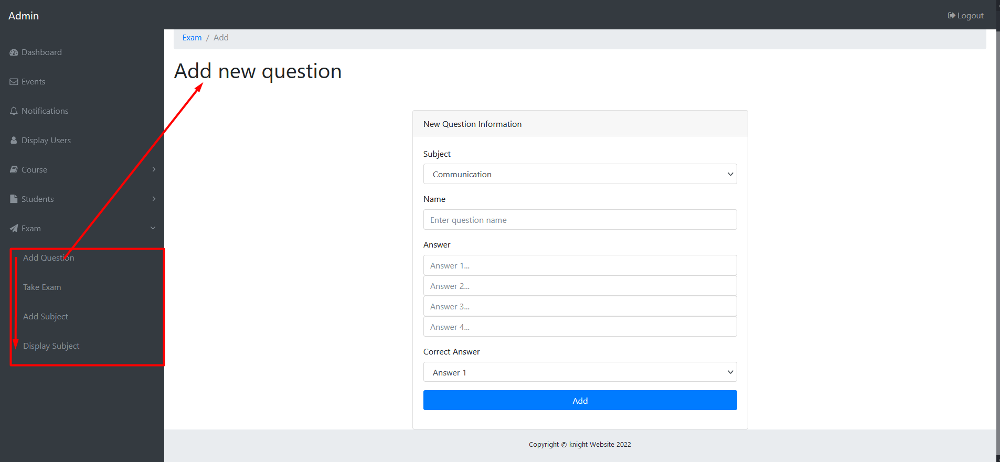 Admin
Logout
Dashboard
Events
Notifications
Display Users
Course
Students
Exam
Add Question
Take Exam
Add Subject
Display Subject
Exam / Add
Add new question
New Question Information
Subject
Communication
Name
Enter question name
Answer
Answer 1...
Answer 2...
Answer 3...
Answer 4...
Correct Answer
Answer 1
Add
Copyright © knight Website 2022